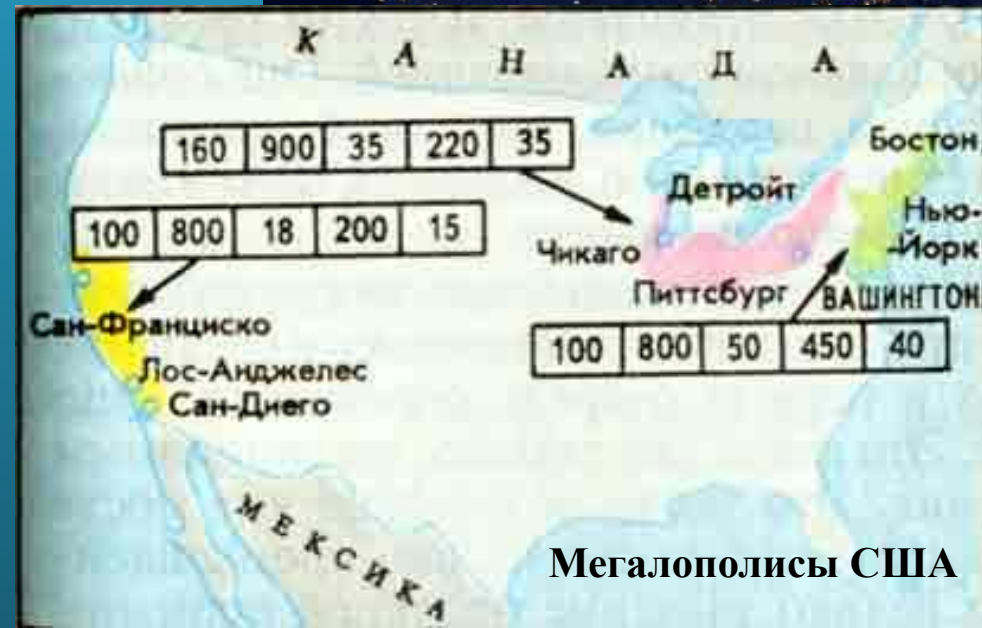 КАНАДА
160 900 35 220 35
Бостон
Детройт
Нью-
-Йорк
100 800 18 200 15
Чикаго
Питтсбург
ВАШИНГТОН
Сан-Франциско
100 800 50 450 40
Лос-Анджелес
Сан-Диего
МЕКСИКА
Мегалополисы США